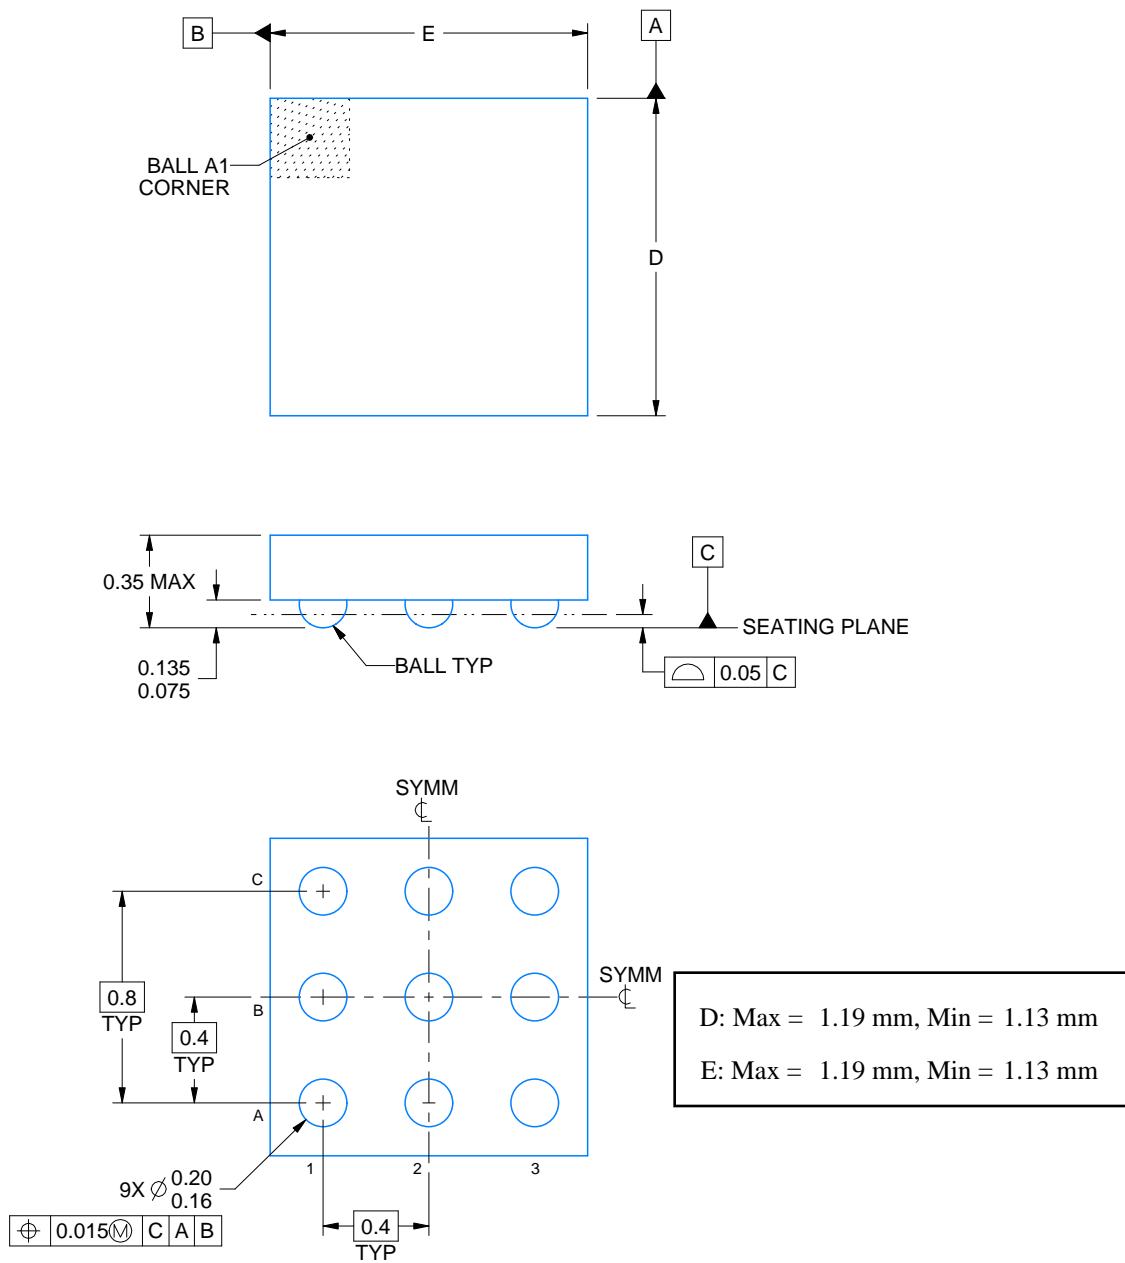 B
E
A
BALL A1
CORNER
D
C
0.35 MAX
SEATING PLANE
0.135
0.075
BALL TYP
⌓ 0.05 C
SYMM
℄
C
SYMM
℄
0.8
TYP
B
0.4
TYP
D: Max = 1.19 mm, Min = 1.13 mm
E: Max = 1.19 mm, Min = 1.13 mm
A
1 2 3
9X ⌀ 0.20
0.16
⌖ 0.015Ⓜ C A B
0.4
TYP